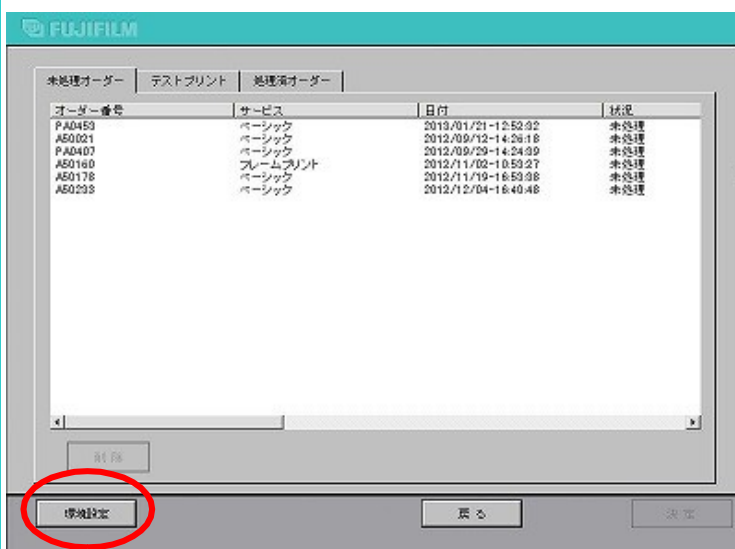 FUJIFILM
未処理オーダー テストプリント 処理済オーダー
オーダー番号 サービス 日付 状況
PA0453 ベーシック 2013/01/21-12:52:32 未処理
A50021 ベーシック 2012/09/12-14:26:18 未処理
PA0407 ベーシック 2012/09/29-14:24:39 未処理
A50160 フレームプリント 2012/11/02-10:53:27 未処理
A50178 ベーシック 2012/11/19-16:53:38 未処理
A50233 ベーシック 2012/12/04-16:40:48 未処理
削除
環境設定 戻る 決定